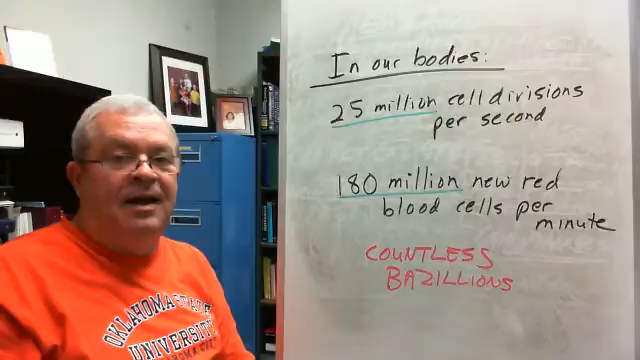 In our bodies:
25 million cell divisions
per second
180 million new red
blood cells per
minute
COUNTLESS
BAZILLIONS
OKLAHOMA STATE
UNIVERSITY